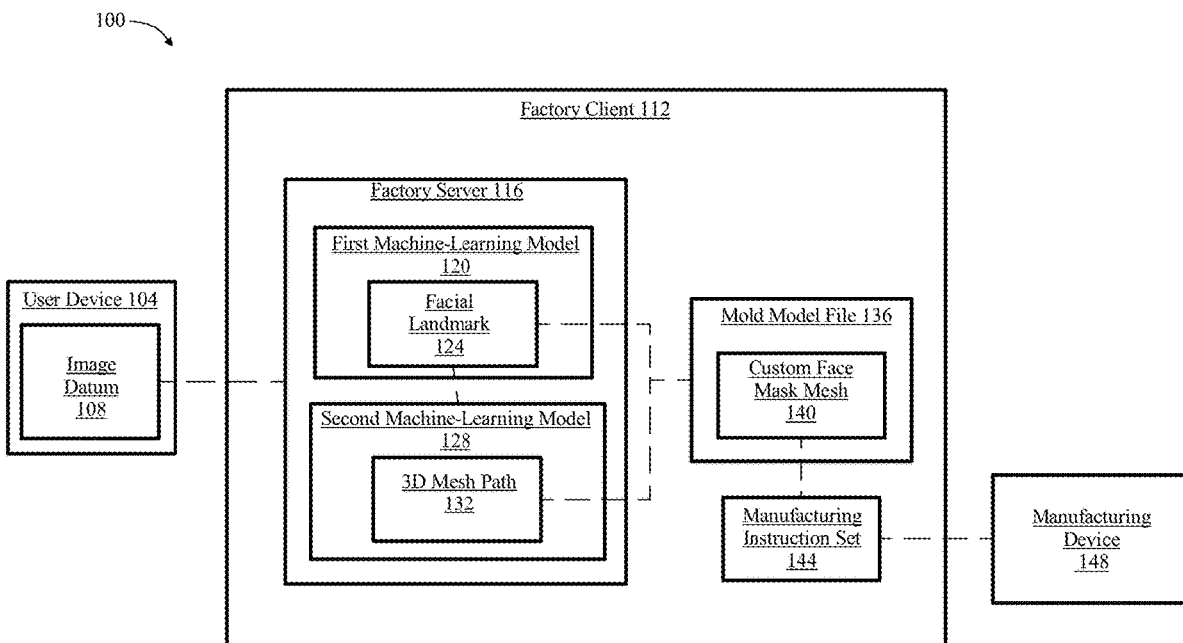 100
Factory Client 112
Factory Server 116
First Machine-Learning Model
120
Facial
Landmark
124
User Device 104
Image
Datum
108
Second Machine-Learning Model
128
3D Mesh Path
132
Mold Model File 136
Custom Face
Mask Mesh
140
Manufacturing
Instruction Set
144
Manufacturing
Device
148